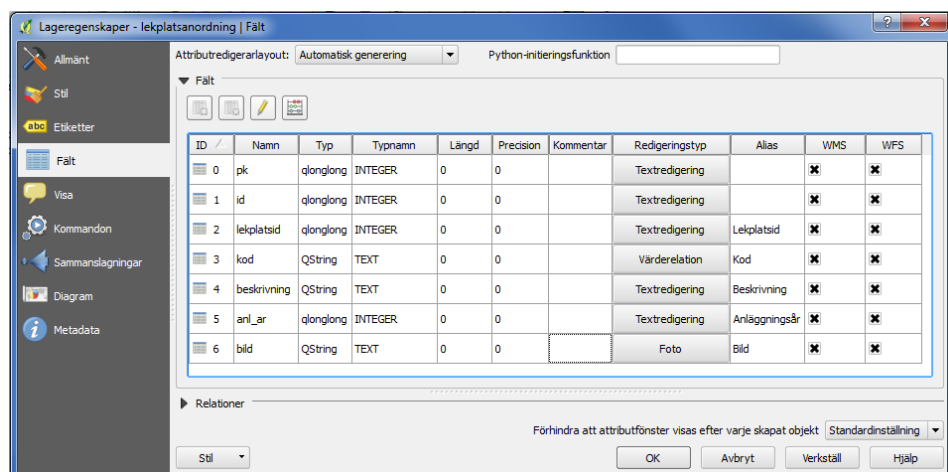 Lageregenskaper - lekplatsanordning | Fält
Allmänt
Stil
abc Etiketter
Fält
Visa
Kommandon
Sammanslagningar
Diagram
Metadata
Attributredigerarlayout: Automatisk generering Python-initieringsfunktion
Fält
ID Namn Typ Typnamn Längd Precision Kommentar Redigeringstyp Alias WMS WFS
0 pk qlonglong INTEGER 0 0 Textredigering
1 id qlonglong INTEGER 0 0 Textredigering
2 lekplatsid qlonglong INTEGER 0 0 Textredigering Lekplatsid
3 kod QString TEXT 0 0 Värderelation Kod
4 beskrivning QString TEXT 0 0 Textredigering Beskrivning
5 anl_ar qlonglong INTEGER 0 0 Textredigering Anläggningsår
6 bild QString TEXT 0 0 Foto Bild
Relationer
Förhindra att attributfönster visas efter varje skapat objekt Standardinställning
Stil OK Avbryt Verkställ Hjälp